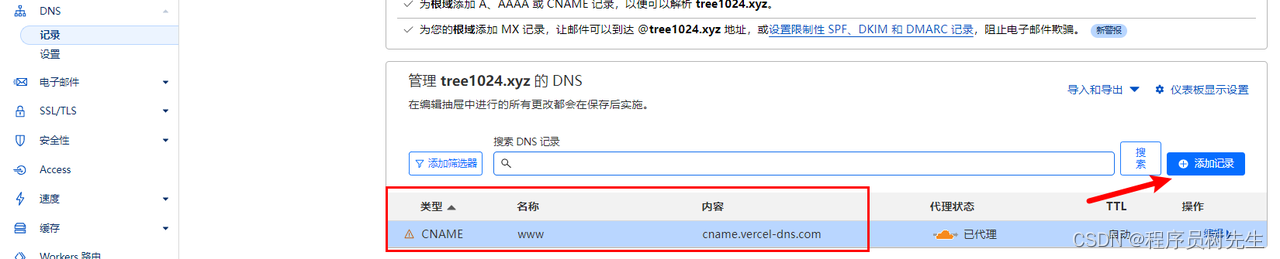 DNS
记录
设置
电子邮件
SSL/TLS
安全性
Access
速度
缓存
Workers 路由
为根域添加 A、AAAA 或 CNAME 记录，以便可以解析 tree1024.xyz。
为您的根域添加 MX 记录，让邮件可以到达 @tree1024.xyz 地址，或设置限制性 SPF、DKIM 和 DMARC 记录，阻止电子邮件欺骗。 新警报
管理 tree1024.xyz 的 DNS
导入和导出 仪表板显示设置
在编辑抽屉中进行的所有更改都会在保存后实施。
搜索 DNS 记录
添加筛选器 搜索 添加记录
类型 名称 内容 代理状态 TTL 操作
CNAME www cname.vercel-dns.com 已代理 自动
CSDN @程序员树先生